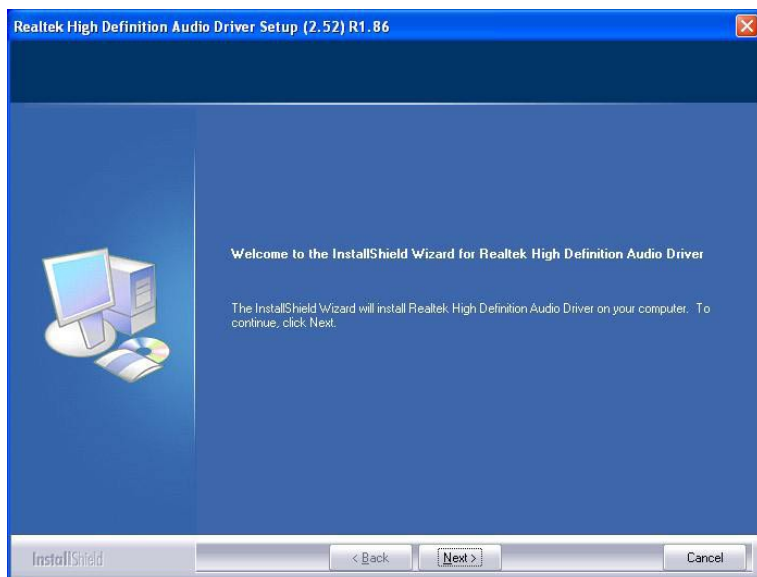 Realtek High Definition Audio Driver Setup (2.52) R1.86
Welcome to the InstallShield Wizard for Realtek High Definition Audio Driver
The InstallShield Wizard will install Realtek High Definition Audio Driver on your computer. To
continue, click Next.
InstallShield
< Back
Next >
Cancel